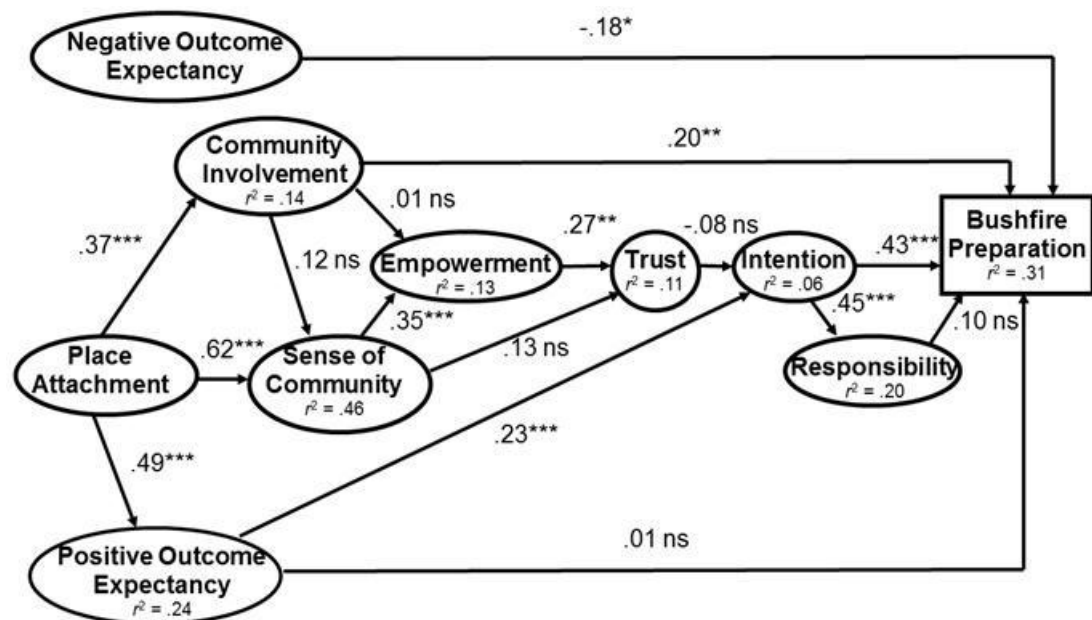 Negative Outcome
Expectancy
-.18*
Community
Involvement
r² = .14
.20**
.01 ns
.37***
.12 ns
Empowerment
r² = .13
.27**
Trust
r² = .11
-.08 ns
Intention
r² = .06
.43***
Bushfire
Preparation
r² = .31
.35***
.45***
.10 ns
Place
Attachment
.62***
Sense of
Community
r² = .46
.13 ns
Responsibility
r² = .20
.49***
.23***
Positive Outcome
Expectancy
r² = .24
.01 ns